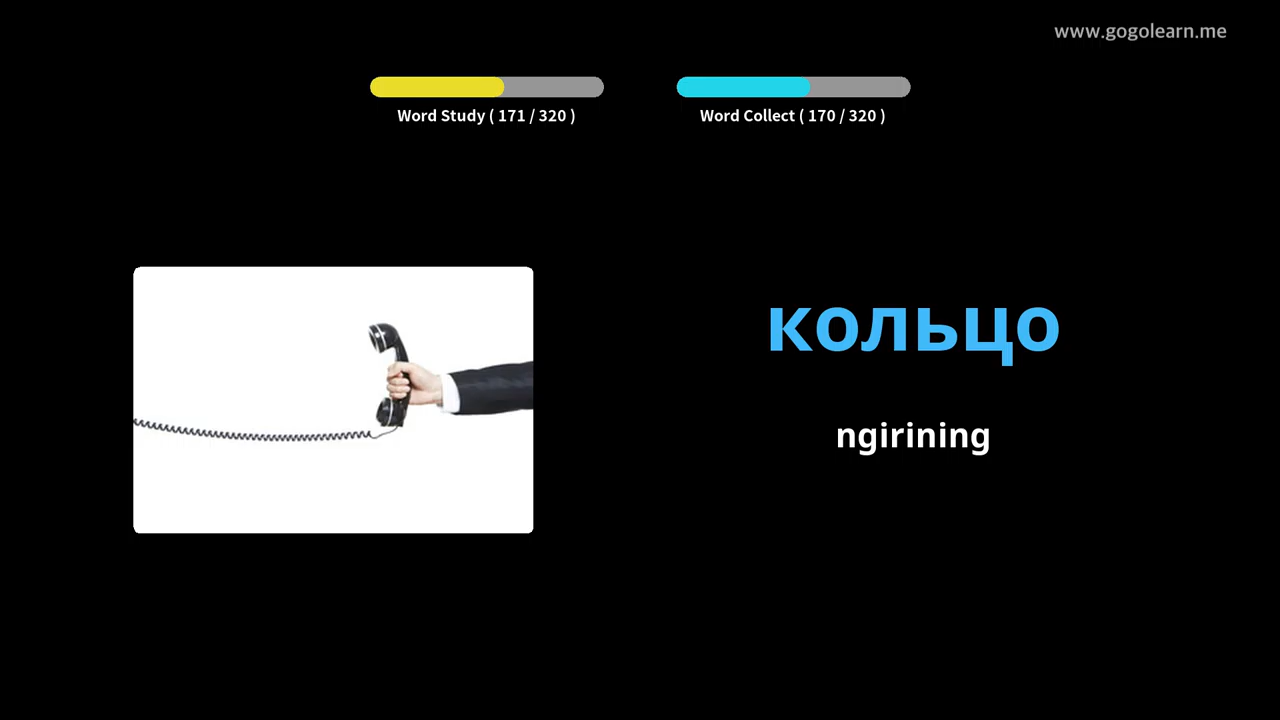 www.gogolearn.me
Word Study ( 171 / 320 )
Word Collect ( 170 / 320 )
кольцо
ngirining